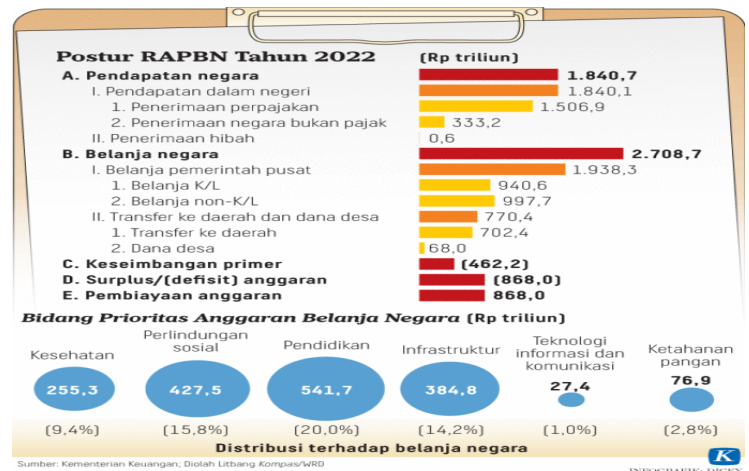 Postur RAPBN Tahun 2022 (Rp triliun)
A. Pendapatan negara 1.840,7
I. Pendapatan dalam negeri 1.840,1
1. Penerimaan perpajakan 1.506,9
2. Penerimaan negara bukan pajak 333,2
II. Penerimaan hibah 0,6
B. Belanja negara 2.708,7
I. Belanja pemerintah pusat 1.938,3
1. Belanja K/L 940,6
2. Belanja non-K/L 997,7
II. Transfer ke daerah dan dana desa 770,4
1. Transfer ke daerah 702,4
2. Dana desa 68,0
C. Keseimbangan primer (462,2)
D. Surplus/(defisit) anggaran (868,0)
E. Pembiayaan anggaran 868,0
Bidang Prioritas Anggaran Belanja Negara (Rp triliun)
Kesehatan
255,3
(9,4%)
Perlindungan
sosial
427,5
(15,8%)
Pendidikan
541,7
(20,0%)
Infrastruktur
384,8
(14,2%)
Teknologi
informasi dan
komunikasi
27,4
(1,0%)
Ketahanan
pangan
76,9
(2,8%)
Distribusi terhadap belanja negara
Sumber: Kementerian Keuangan; Diolah Litbang Kompas/WRD
K
INFOGRAFIK: DICKY